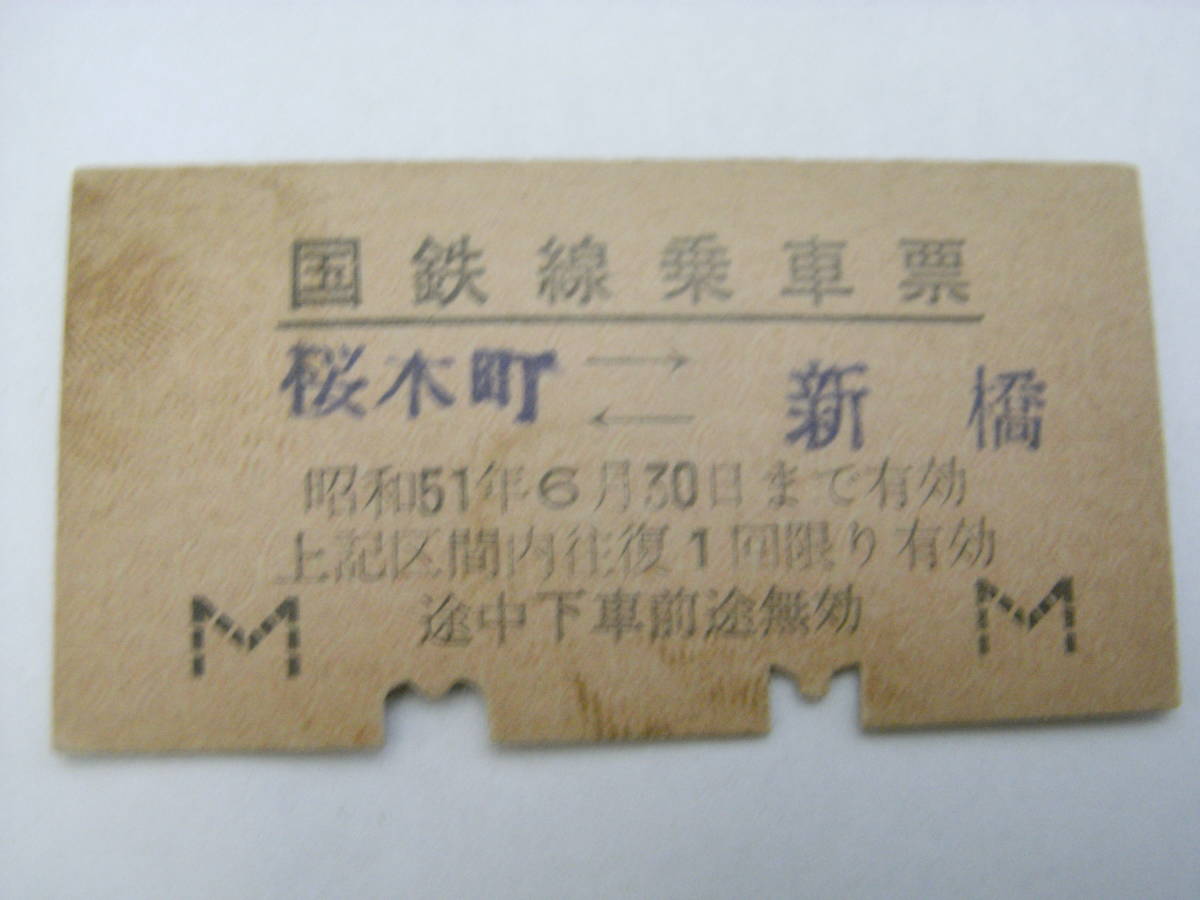 国鉄線乗車票
桜木町 →← 新橋
昭和51年6月30日まで有効
上記区間内往復1回限り有効
途中下車前途無効
M M